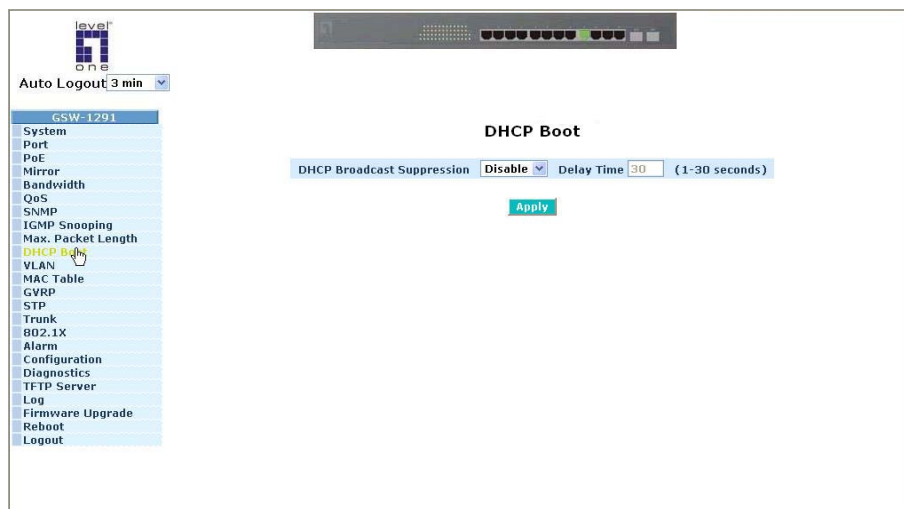 level
one
Auto Logout 3 min
GSW-1291
System
Port
PoE
Mirror
Bandwidth
QoS
SNMP
IGMP Snooping
Max. Packet Length
DHCP Boot
VLAN
MAC Table
GVRP
STP
Trunk
802.1X
Alarm
Configuration
Diagnostics
TFTP Server
Log
Firmware Upgrade
Reboot
Logout
DHCP Boot
DHCP Broadcast Suppression Disable Delay Time 30 (1-30 seconds)
Apply